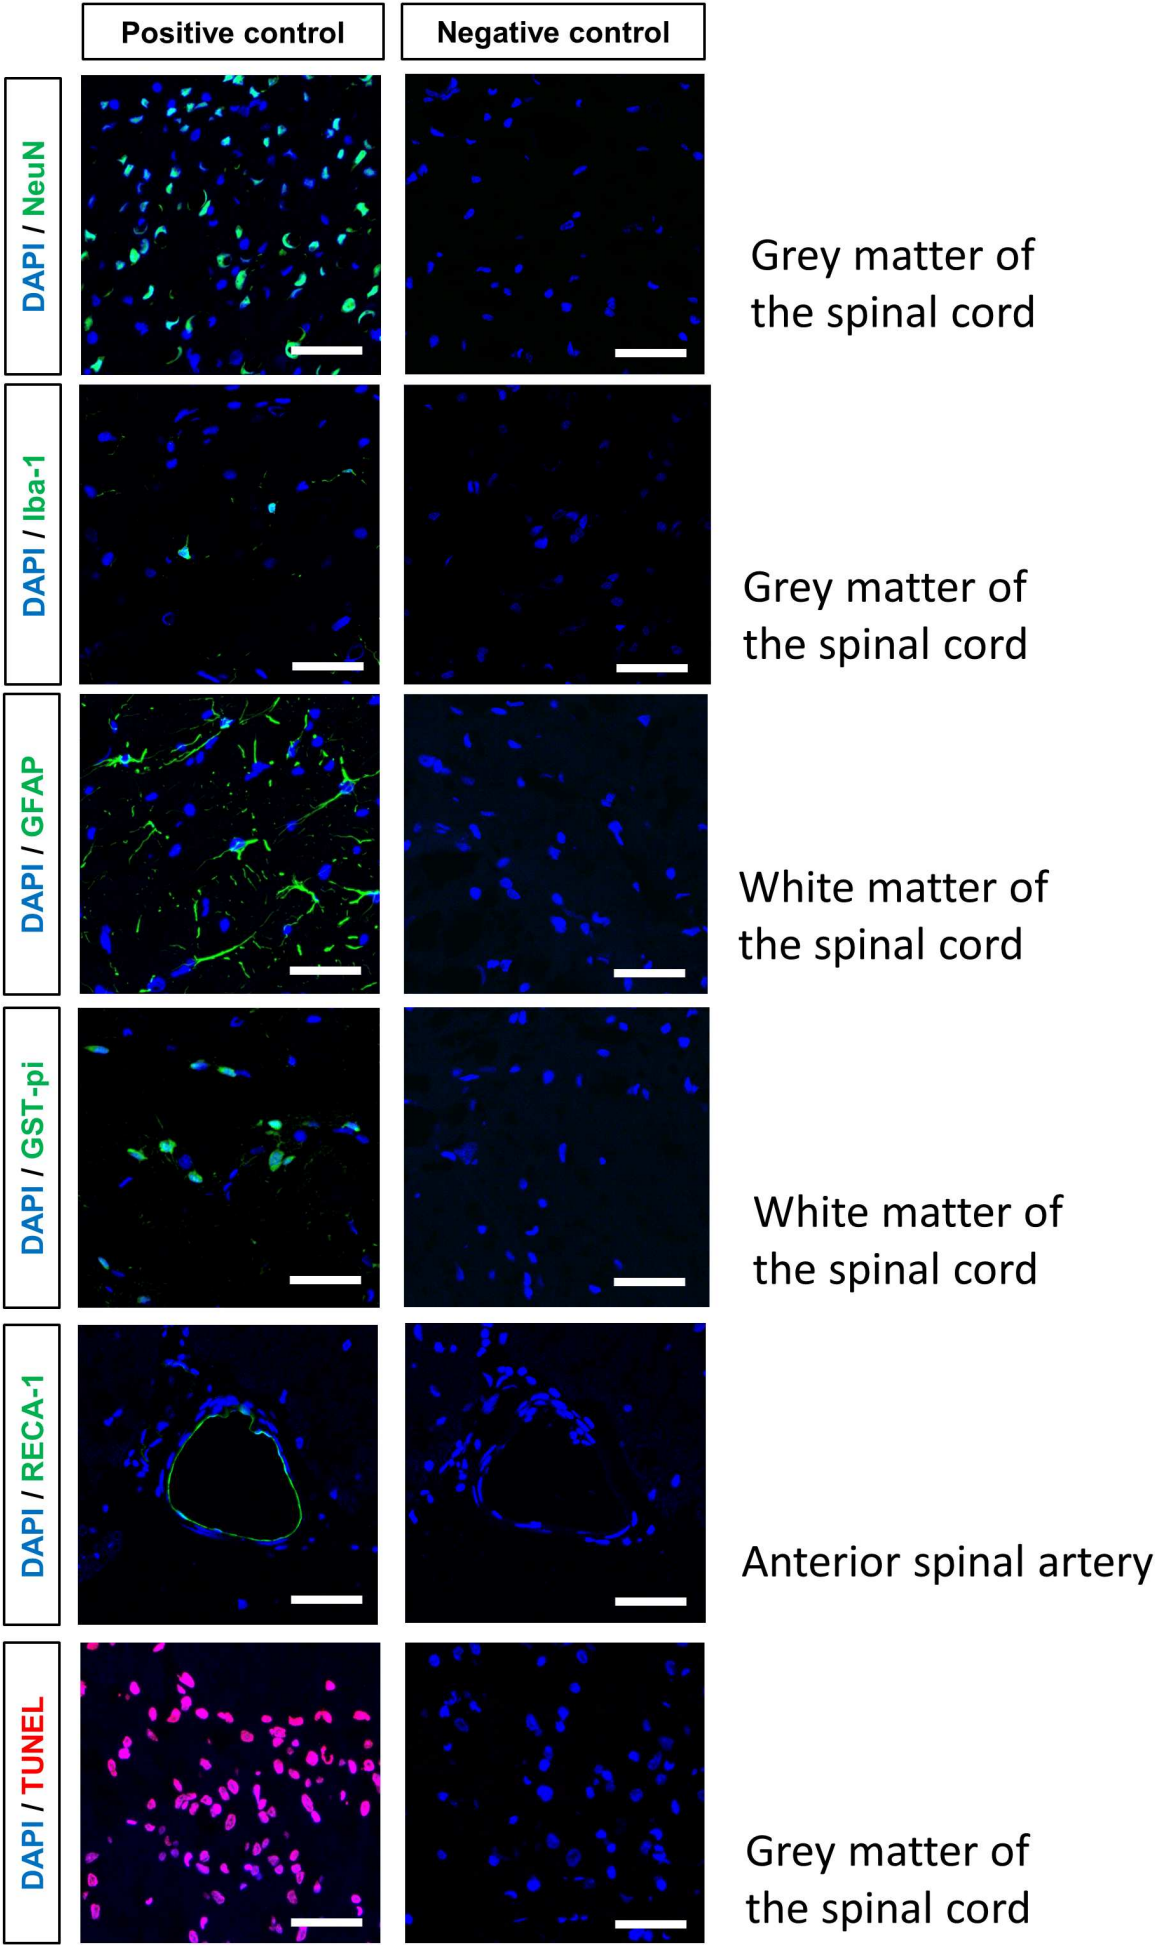 Positive control
Negative control
DAPI / NeuN
Grey matter of
the spinal cord
DAPI / Iba-1
Grey matter of
the spinal cord
DAPI / GFAP
White matter of
the spinal cord
DAPI / GST-pi
White matter of
the spinal cord
DAPI / RECA-1
Anterior spinal artery
DAPI / TUNEL
Grey matter of
the spinal cord